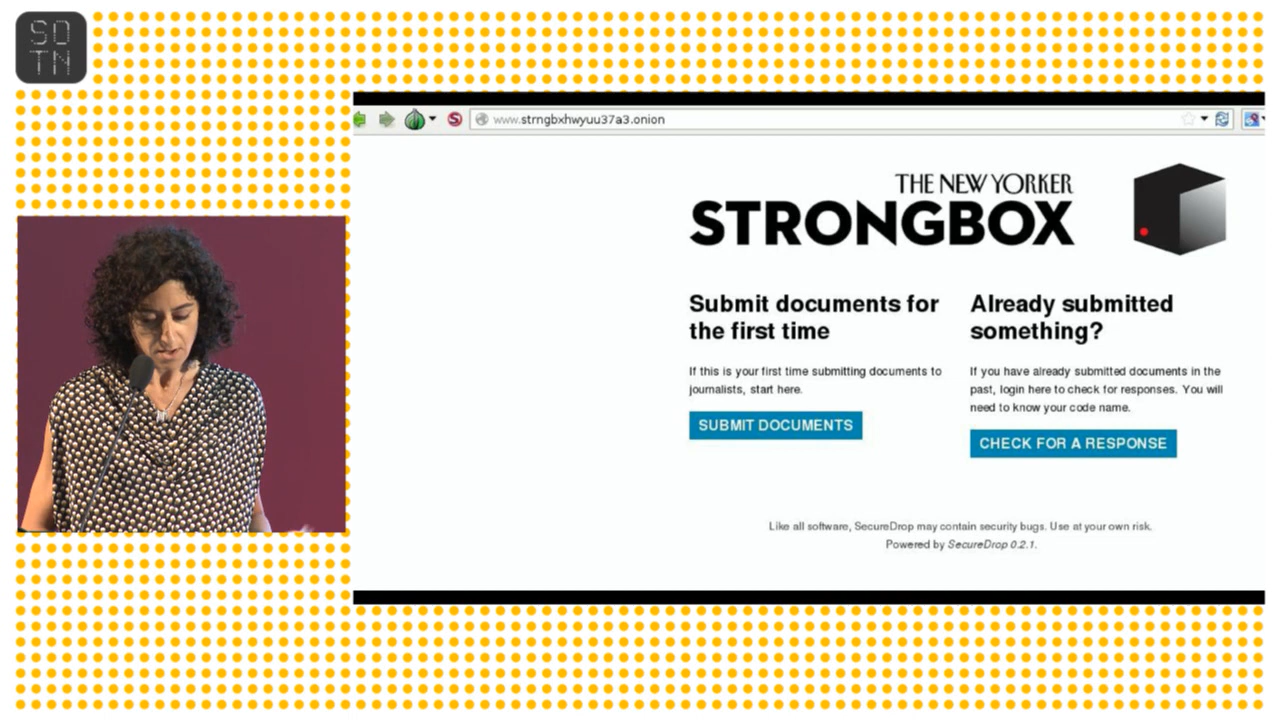 SO
TN
www.strngbxhwyuu37a3.onion
THE NEW YORKER
STRONGBOX
Submit documents for
the first time
If this is your first time submitting documents to
journalists, start here.
SUBMIT DOCUMENTS
Already submitted
something?
If you have already submitted documents in the
past, login here to check for responses. You will
need to know your code name.
CHECK FOR A RESPONSE
Like all software, SecureDrop may contain security bugs. Use at your own risk.
Powered by SecureDrop 0.2.1.